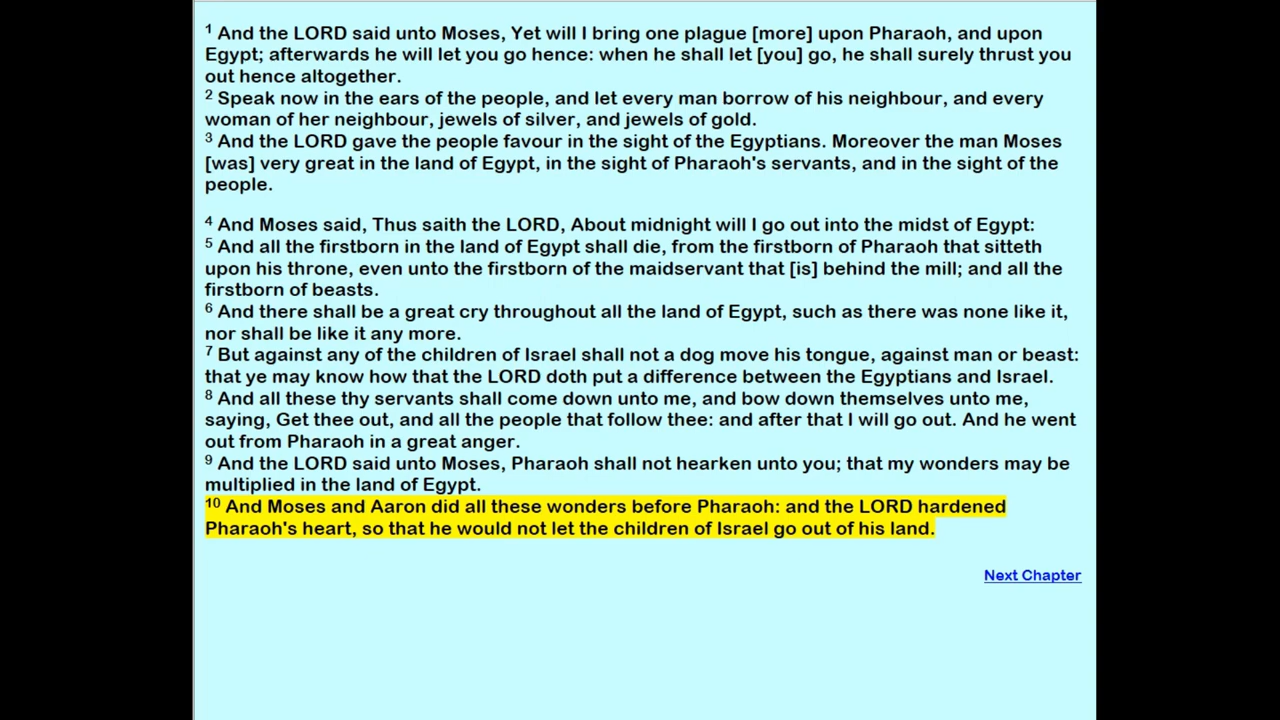 1 And the LORD said unto Moses, Yet will I bring one plague [more] upon Pharaoh, and upon
Egypt; afterwards he will let you go hence: when he shall let [you] go, he shall surely thrust you
out hence altogether.
2 Speak now in the ears of the people, and let every man borrow of his neighbour, and every
woman of her neighbour, jewels of silver, and jewels of gold.
3 And the LORD gave the people favour in the sight of the Egyptians. Moreover the man Moses
[was] very great in the land of Egypt, in the sight of Pharaoh's servants, and in the sight of the
people.
4 And Moses said, Thus saith the LORD, About midnight will I go out into the midst of Egypt:
5 And all the firstborn in the land of Egypt shall die, from the firstborn of Pharaoh that sitteth
upon his throne, even unto the firstborn of the maidservant that [is] behind the mill; and all the
firstborn of beasts.
6 And there shall be a great cry throughout all the land of Egypt, such as there was none like it,
nor shall be like it any more.
7 But against any of the children of Israel shall not a dog move his tongue, against man or beast:
that ye may know how that the LORD doth put a difference between the Egyptians and Israel.
8 And all these thy servants shall come down unto me, and bow down themselves unto me,
saying, Get thee out, and all the people that follow thee: and after that I will go out. And he went
out from Pharaoh in a great anger.
9 And the LORD said unto Moses, Pharaoh shall not hearken unto you; that my wonders may be
multiplied in the land of Egypt.
10 And Moses and Aaron did all these wonders before Pharaoh: and the LORD hardened
Pharaoh's heart, so that he would not let the children of Israel go out of his land.
Next Chapter